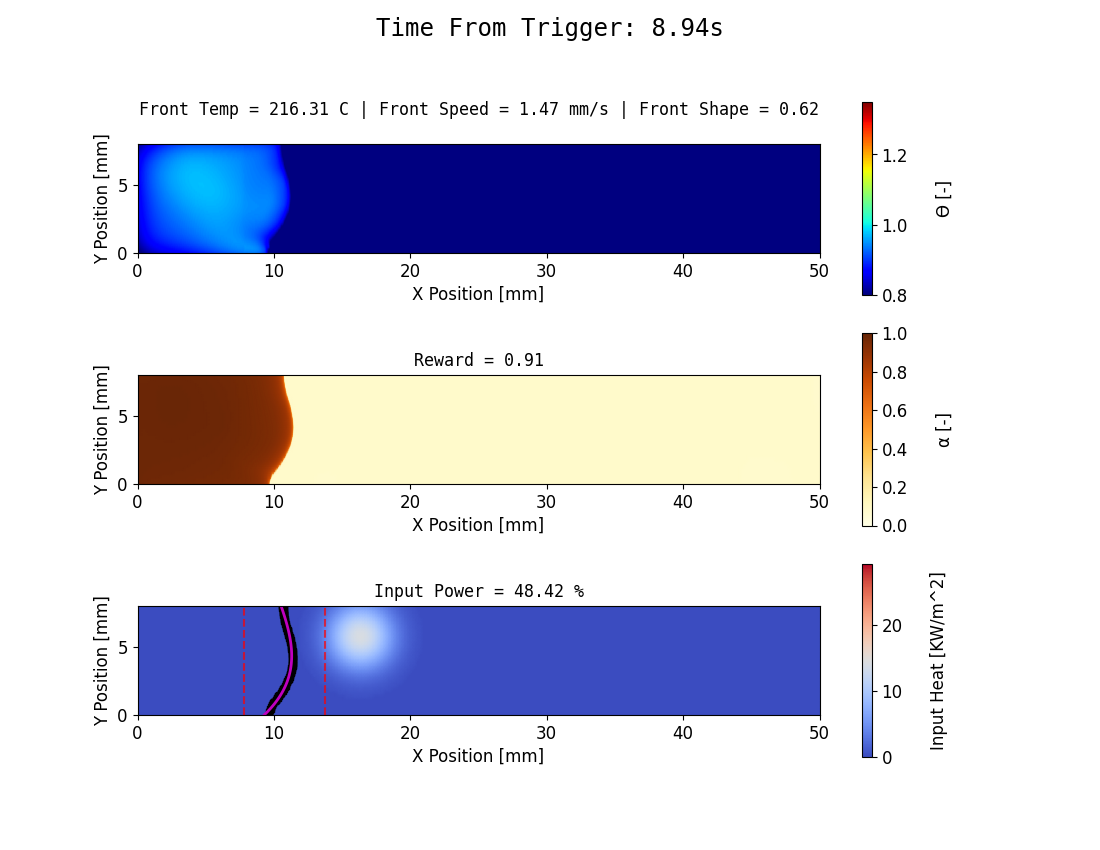 Time From Trigger: 8.94s
Front Temp = 216.31 C | Front Speed = 1.47 mm/s | Front Shape = 0.62
Y Position [mm]
5
0
0 10 20 30 40 50
X Position [mm]
1.2
1.0
0.8
Θ [-]
Reward = 0.91
Y Position [mm]
5
0
0 10 20 30 40 50
X Position [mm]
1.0
0.8
0.6
0.4
0.2
0.0
α [-]
Input Power = 48.42 %
Y Position [mm]
5
0
0 10 20 30 40 50
X Position [mm]
20
10
0
Input Heat [KW/m^2]